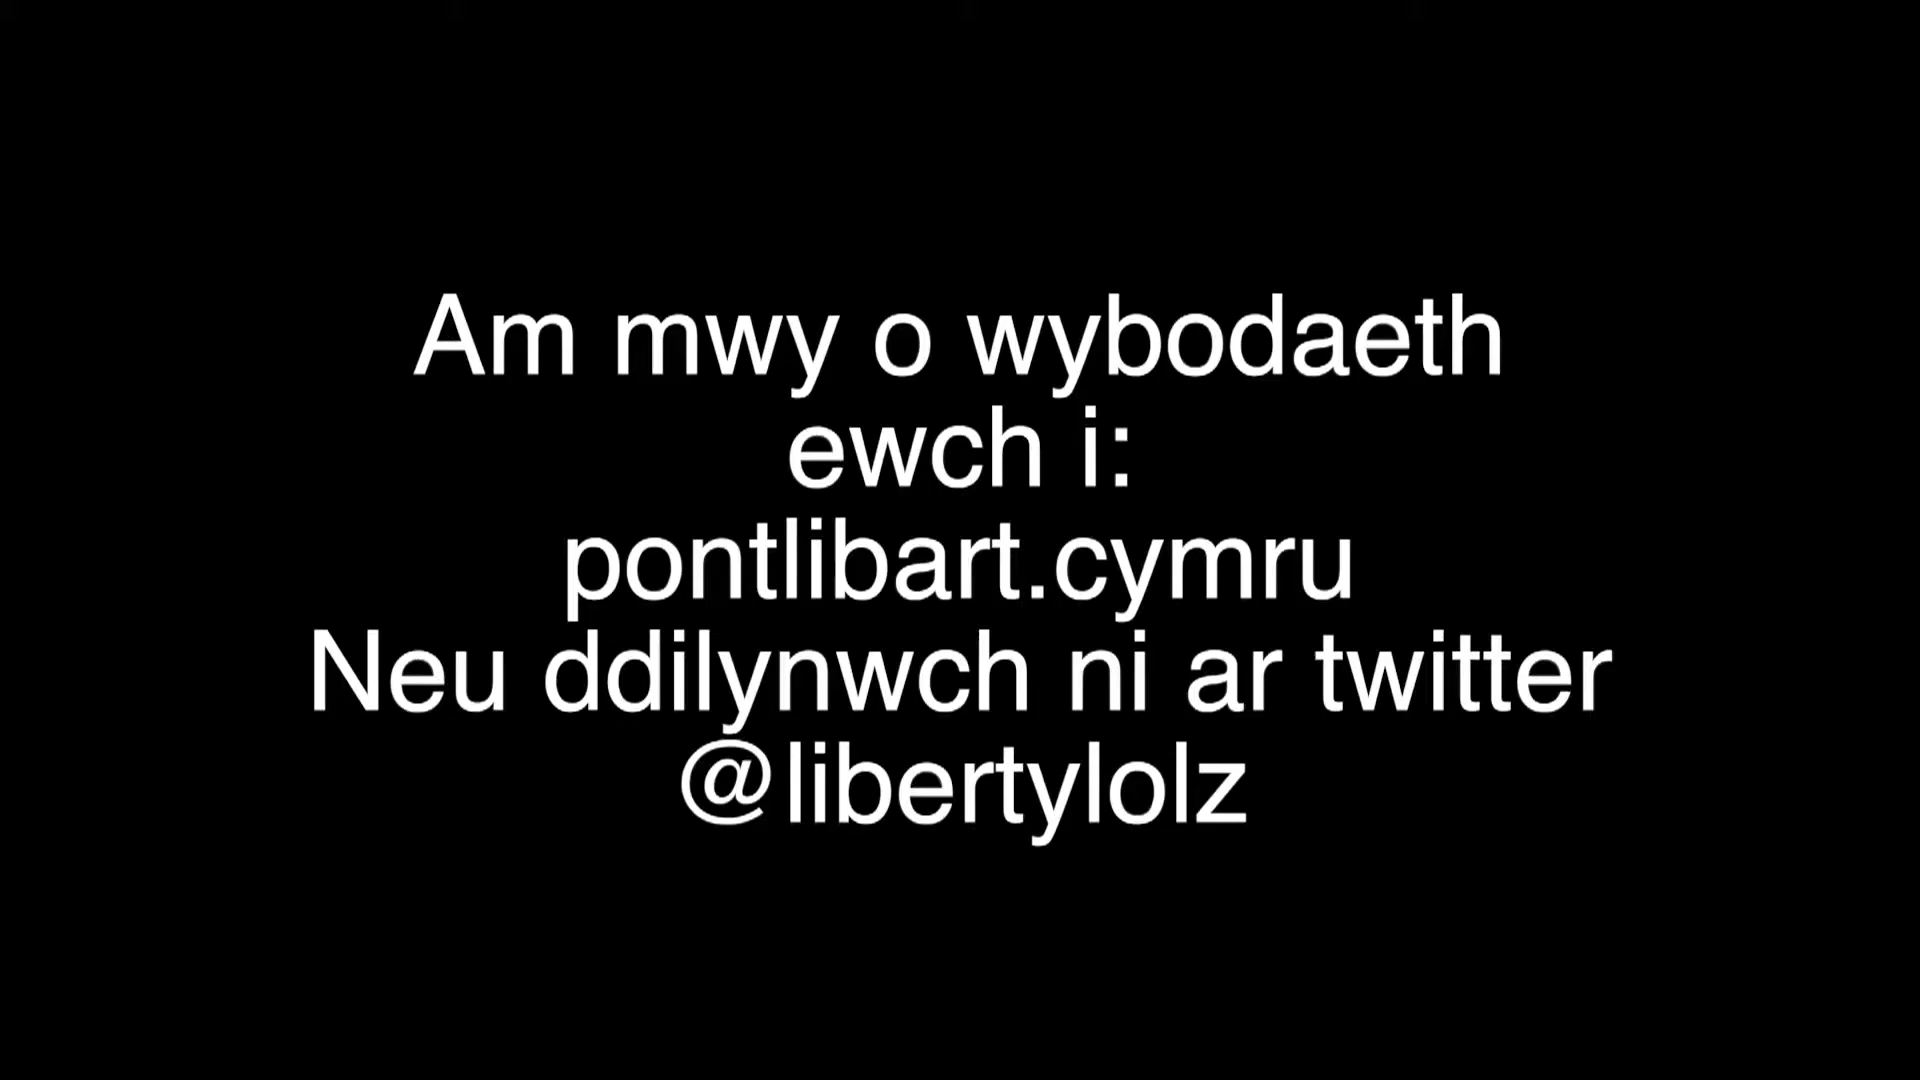 Am mwy o wybodaeth
ewch i:
pontlibart.cymru
Neu ddilynwch ni ar twitter
@libertylolz